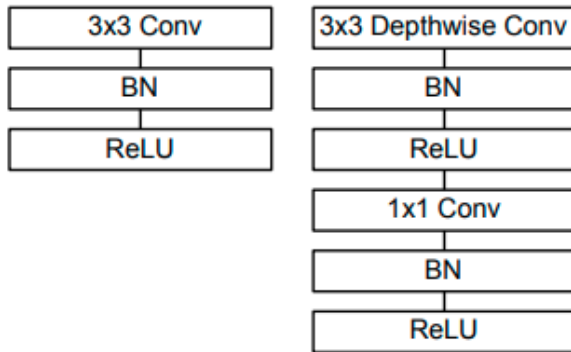 3x3 Conv
BN
ReLU
3x3 Depthwise Conv
BN
ReLU
1x1 Conv
BN
ReLU